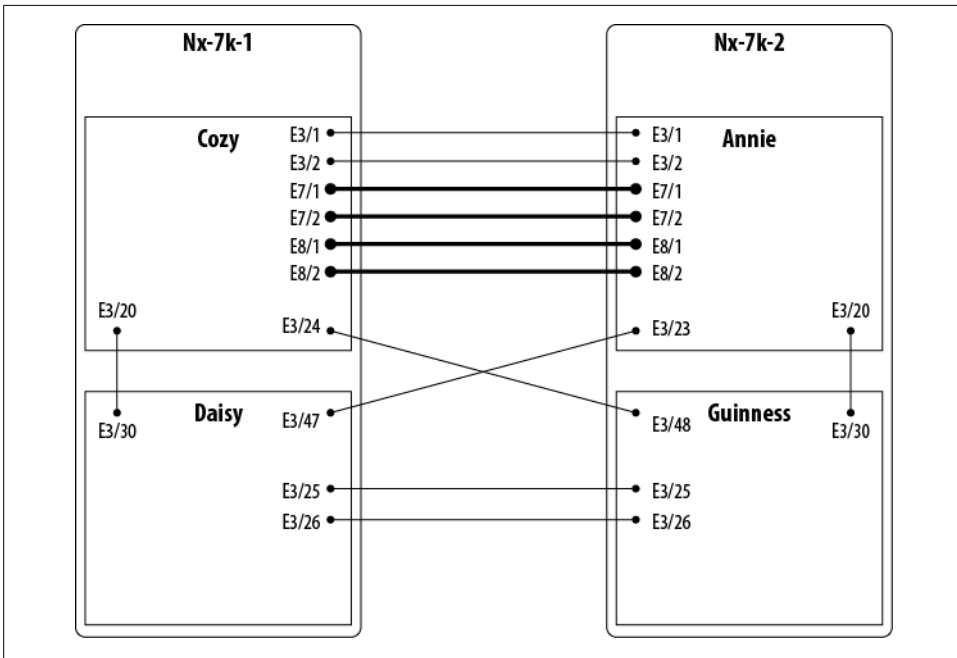 Nx-7k-1
Nx-7k-2
Cozy
E3/1
E3/2
E7/1
E7/2
E8/1
E8/2
E3/20
E3/24
E3/1
Annie
E3/2
E7/1
E7/2
E8/1
E8/2
E3/20
E3/23
Daisy
E3/47
E3/30
E3/25
E3/26
Guinness
E3/48
E3/30
E3/25
E3/26